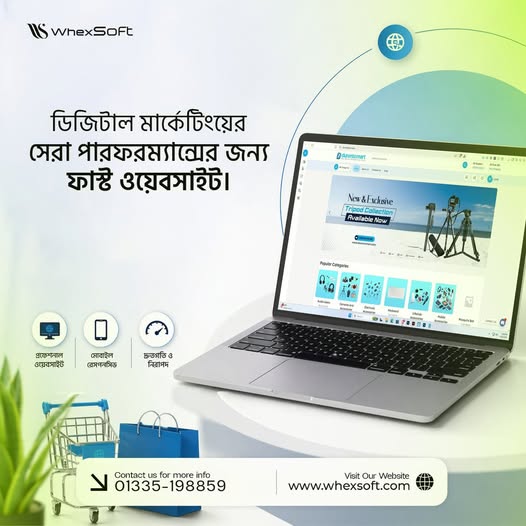 WHEXSOFT
ডিজিটাল মার্কেটিংয়ের
সেরা পারফরম্যান্সের জন্য
ফাস্ট ওয়েবসাইট।
New & Exclusive
Tripod Collection
Available Now
Popular Categories
প্রফেশনাল
ওয়েবসাইট
মোবাইল
রেসপনসিভ
দ্রুতগতি ও
নিরাপদ
Contact us for more info
01335-198859
Visit Our Website
www.whexsoft.com